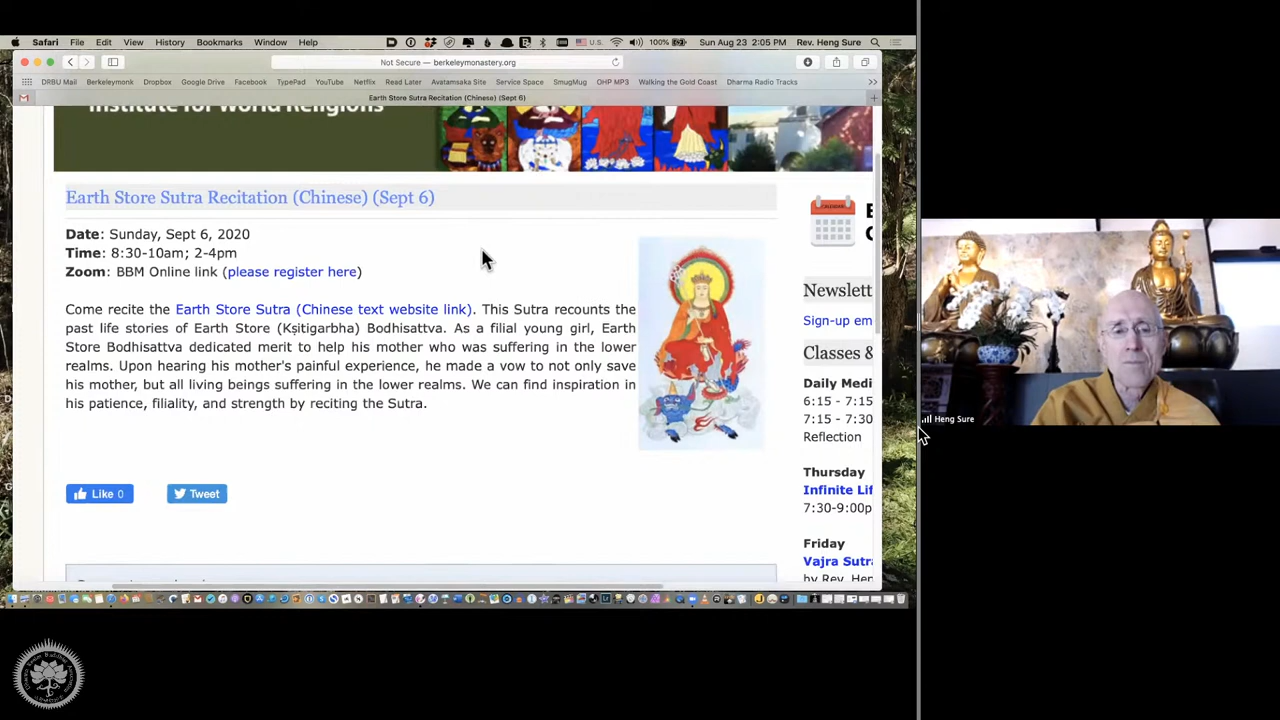 Safari File Edit View History Bookmarks Window Help U.S. 100% Sun Aug 23 2:05 PM Rev. Heng Sure
Not Secure — berkeleymonastery.org
DRBU Mail Berkeleymonk Dropbox Google Drive Facebook TypePad YouTube Netflix Read Later Avatamsaka Site Service Space SmugMug OHP MP3 Walking the Gold Coast Dharma Radio Tracks >>
Earth Store Sutra Recitation (Chinese) (Sept 6)
Institute for World Religions
Earth Store Sutra Recitation (Chinese) (Sept 6)
Date: Sunday, Sept 6, 2020
Time: 8:30-10am; 2-4pm
Zoom: BBM Online link (please register here)
Come recite the Earth Store Sutra (Chinese text website link). This Sutra recounts the
past life stories of Earth Store (Kṣitigarbha) Bodhisattva. As a filial young girl, Earth
Store Bodhisattva dedicated merit to help his mother who was suffering in the lower
realms. Upon hearing his mother's painful experience, he made a vow to not only save
his mother, but all living beings suffering in the lower realms. We can find inspiration in
his patience, filiality, and strength by reciting the Sutra.
Like 0
Tweet
CALENDAR
Newslett
Sign-up em
Classes &
Daily Medi
6:15 - 7:15
7:15 - 7:30
Reflection
Thursday
Infinite Lif
7:30-9:00p
Friday
Vajra Sutr
by Rev. Hen
Heng Sure